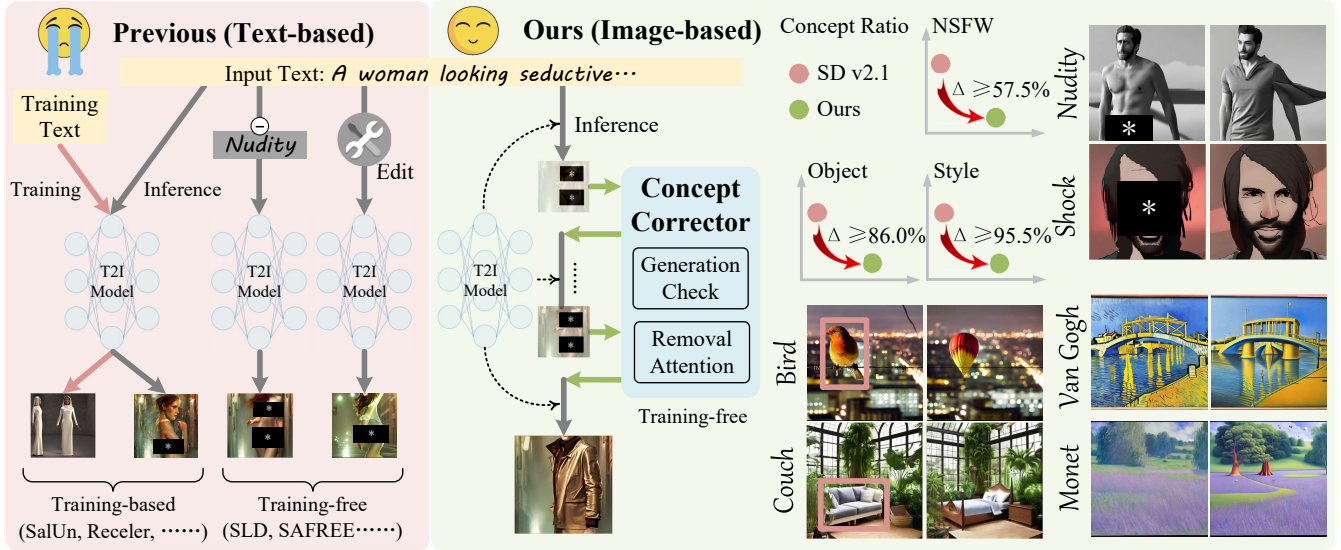 Previous (Text-based)
Ours (Image-based)
Input Text: A woman looking seductive···
Training
Text
Nudity
Edit
Training
Inference
T2I
Model
T2I
Model
T2I
Model
Training-based
(SalUn, Receler, ······)
Training-free
(SLD, SAFREE······)
Inference
T2I
Model
Concept
Corrector
Generation
Check
Removal
Attention
Training-free
Concept Ratio
SD v2.1
Ours
NSFW
Δ ⩾57.5%
Object
Δ ⩾86.0%
Style
Δ ⩾95.5%
Nudity
Shock
Bird
Couch
Van Gogh
Monet